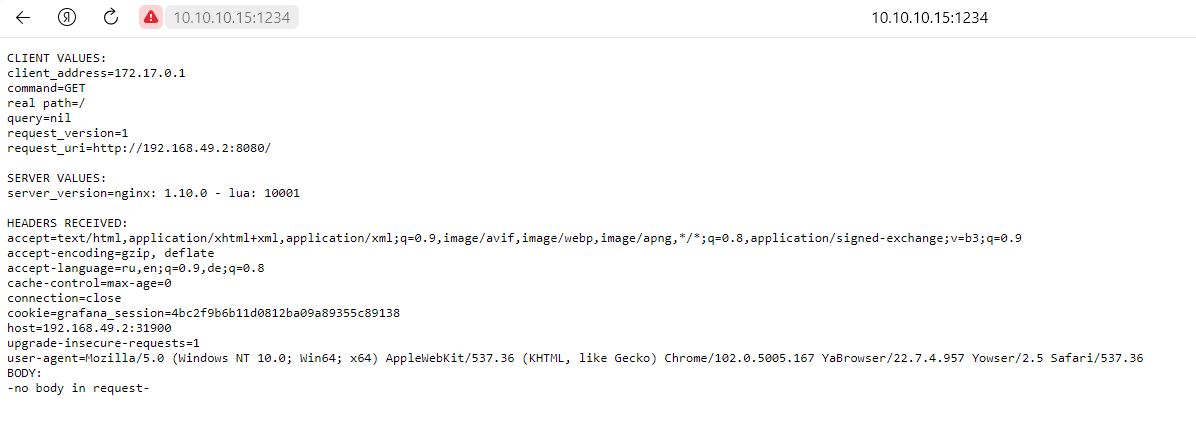 Я 10.10.10.15:1234 10.10.10.15:1234
CLIENT VALUES:
client_address=172.17.0.1
command=GET
real path=/
query=nil
request_version=1
request_uri=http://192.168.49.2:8080/
SERVER VALUES:
server_version=nginx: 1.10.0 - lua: 10001
HEADERS RECEIVED:
accept=text/html,application/xhtml+xml,application/xml;q=0.9,image/avif,image/webp,image/apng,*/*;q=0.8,application/signed-exchange;v=b3;q=0.9
accept-encoding=gzip, deflate
accept-language=ru,en;q=0.9,de;q=0.8
cache-control=max-age=0
connection=close
cookie=grafana_session=4bc2f9b6b11d0812ba09a89355c89138
host=192.168.49.2:31900
upgrade-insecure-requests=1
user-agent=Mozilla/5.0 (Windows NT 10.0; Win64; x64) AppleWebKit/537.36 (KHTML, like Gecko) Chrome/102.0.5005.167 YaBrowser/22.7.4.957 Yowser/2.5 Safari/537.36
BODY:
-no body in request-